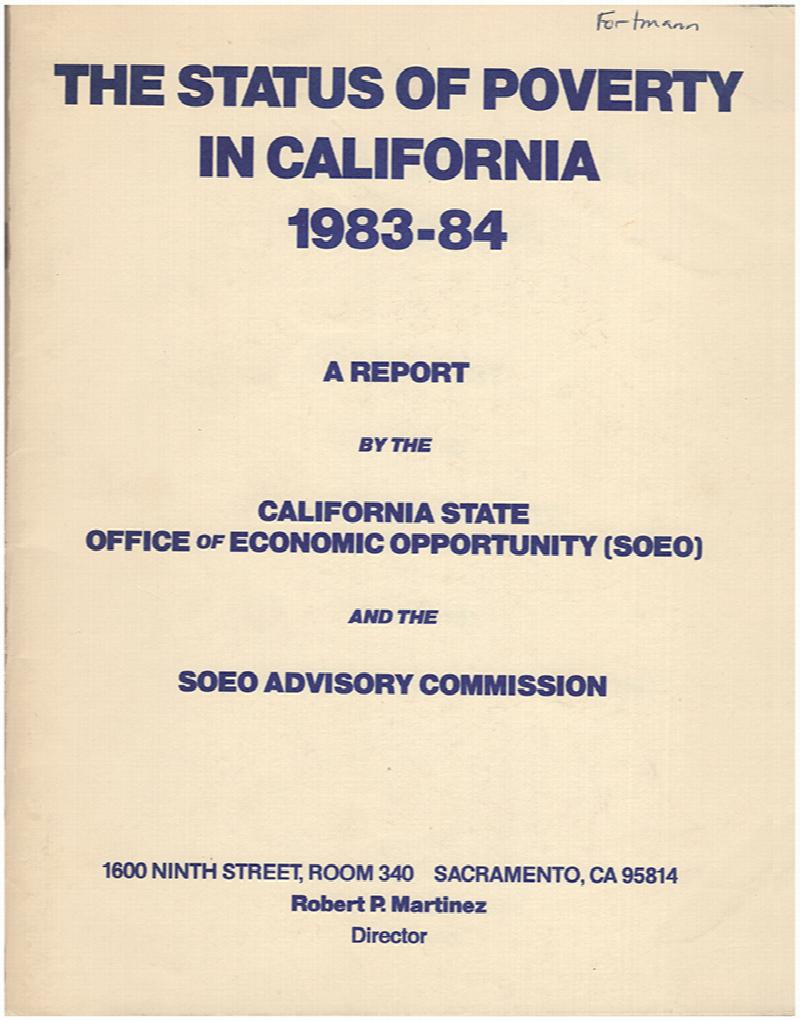 Fortmann
THE STATUS OF POVERTY
IN CALIFORNIA
1983-84
A REPORT
BY THE
CALIFORNIA STATE
OFFICE OF ECONOMIC OPPORTUNITY (SOEO)
AND THE
SOEO ADVISORY COMMISSION
1600 NINTH STREET, ROOM 340 SACRAMENTO, CA 95814
Robert P. Martinez
Director